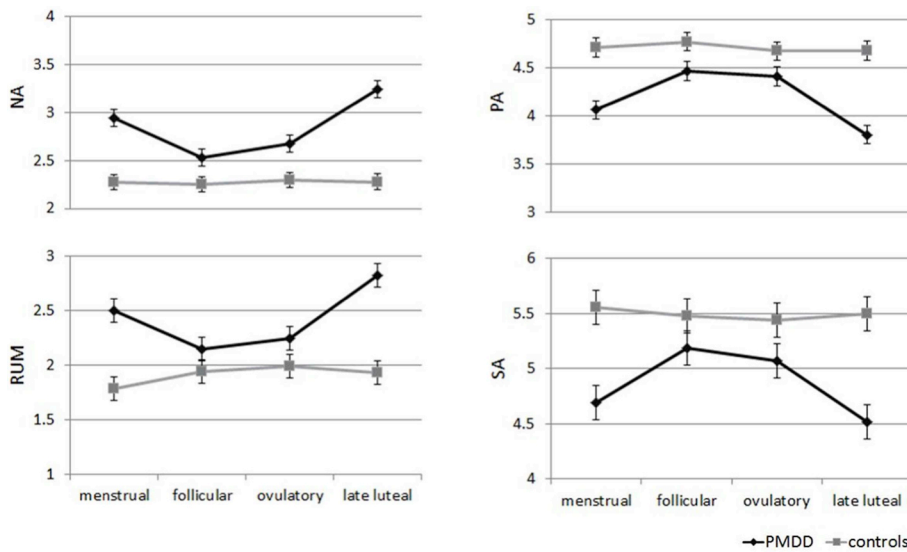 NA
4
3.5
3
2.5
2
PA
5
4.5
4
3.5
3
RUM
3
2.5
2
1.5
1
menstrual follicular ovulatory late luteal
SA
6
5.5
5
4.5
4
menstrual follicular ovulatory late luteal
PMDD controls